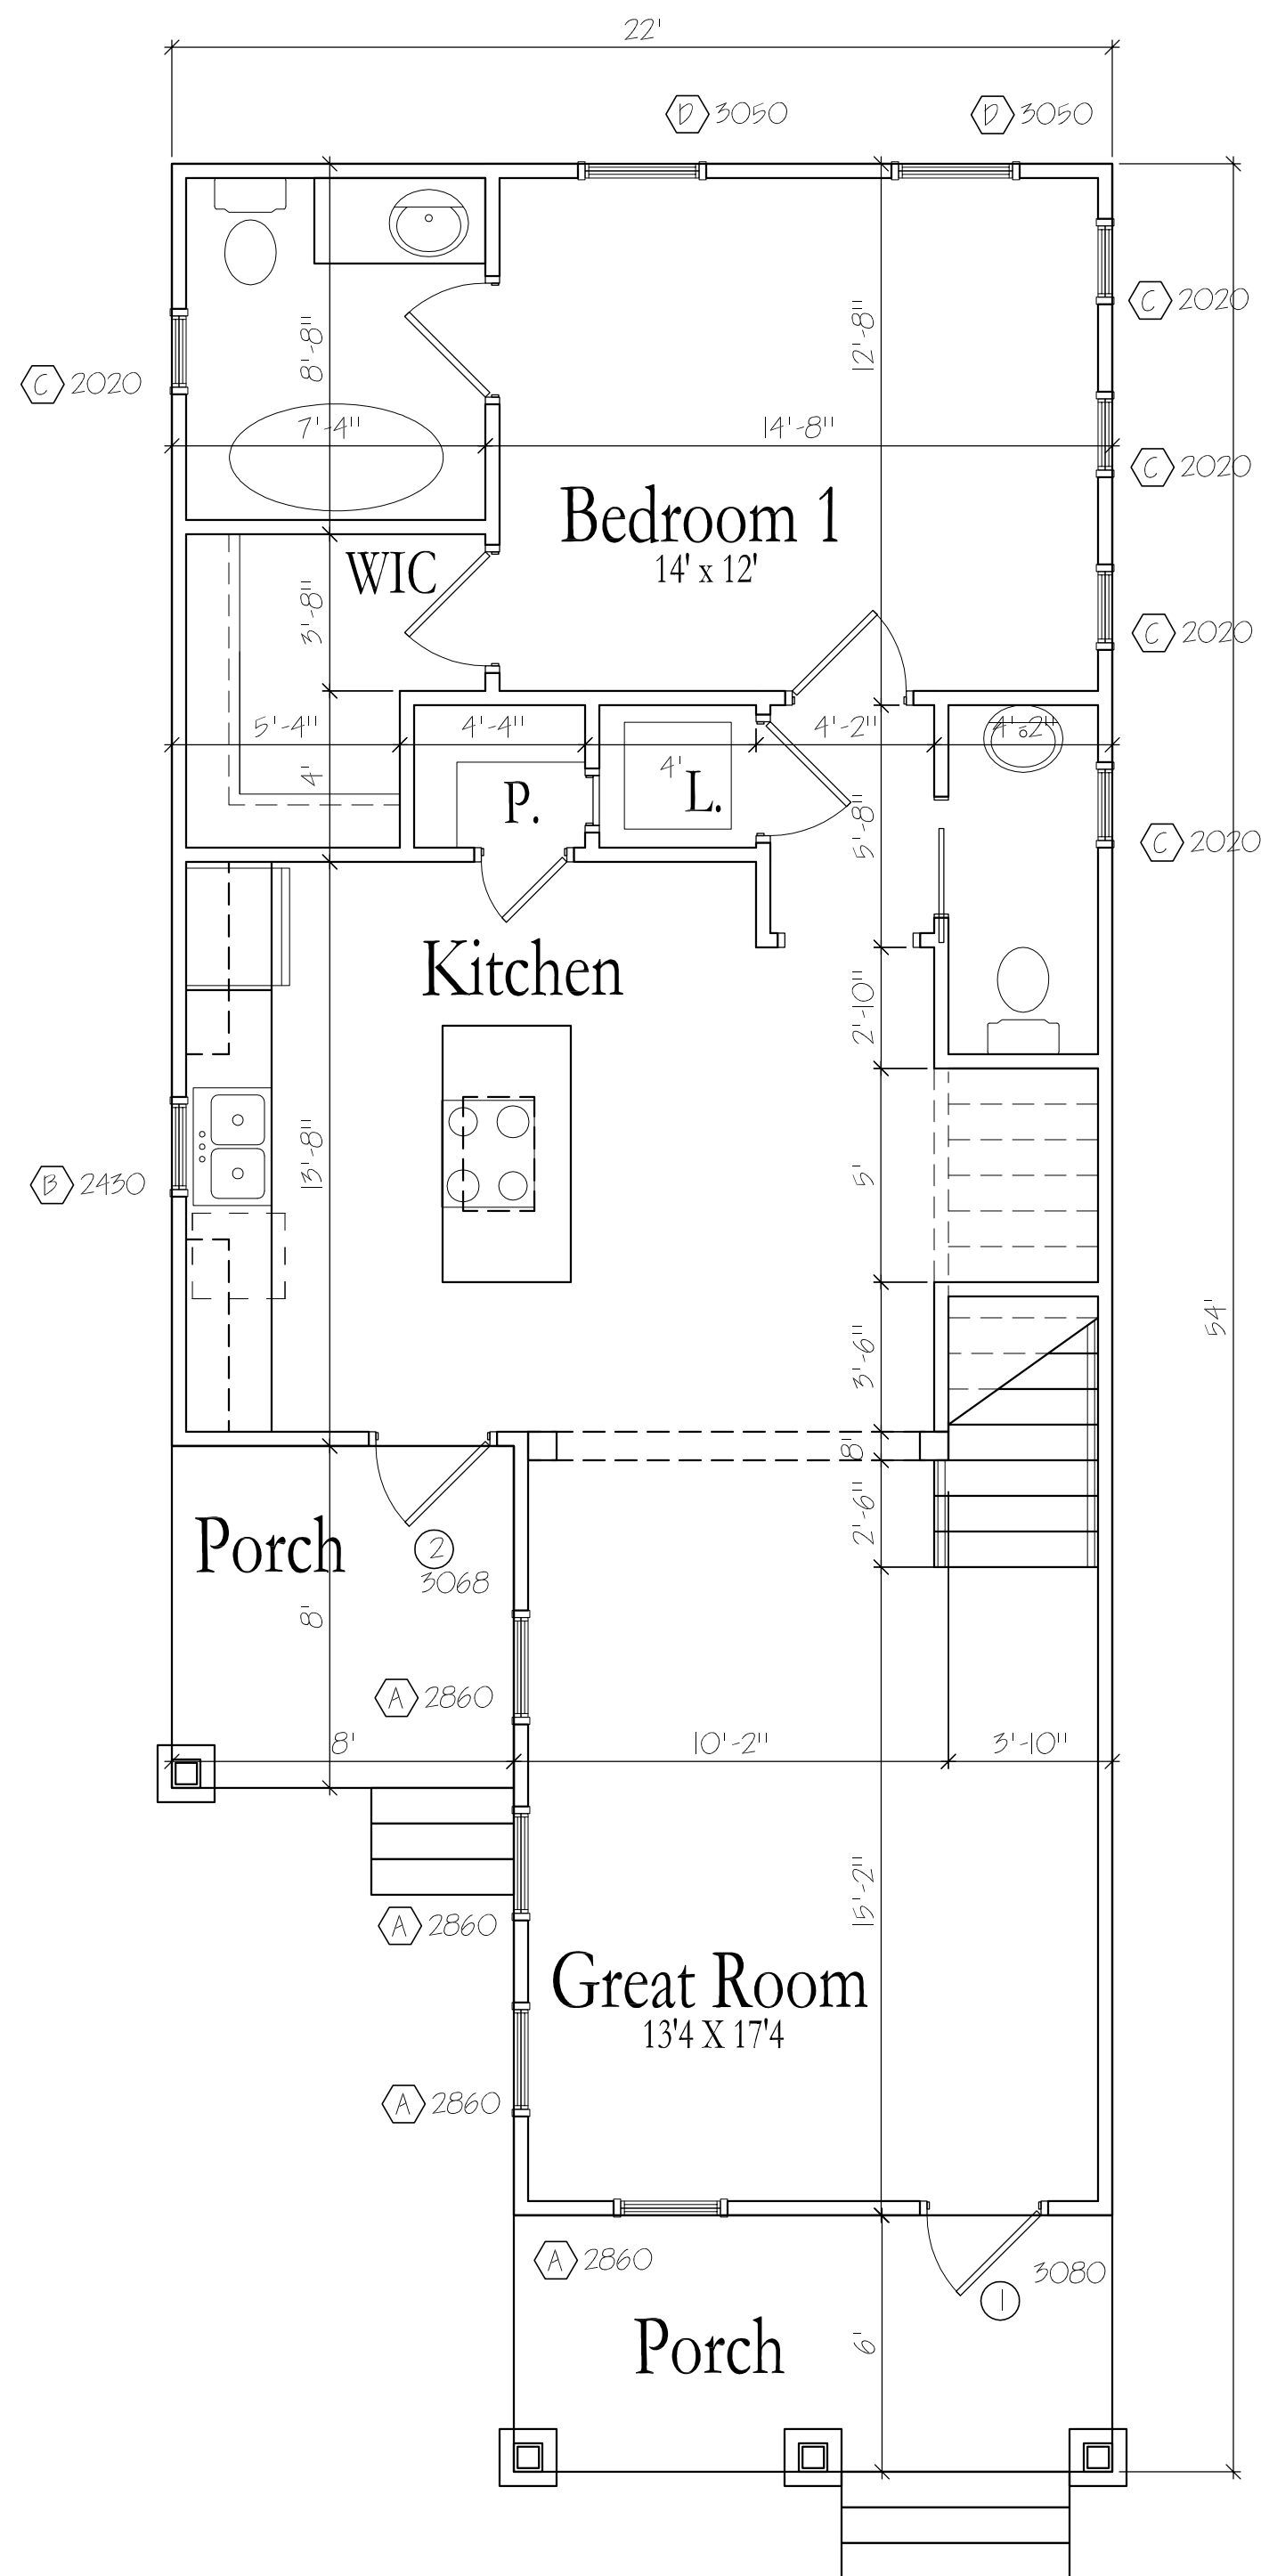 22'
D 3050
D 3050
C 2020
8'-8"
12'-8"
C 2020
7'-4"
14'-8"
C 2020
Bedroom 1
14' x 12'
WIC
3'-8"
C 2020
5'-4"
4'-4"
4'-2"
4'-2"
4'
4'
P.
L.
5'-8"
C 2020
Kitchen
2'-10"
13'-8"
5'
B 2430
54'
3'-6"
8'
2'-6"
Porch
2
3068
8'
A 2860
8'
10'-2"
3'-10"
15'-2"
A 2860
Great Room
13'4 X 17'4
A 2860
A 2860
3080
1
Porch
6'